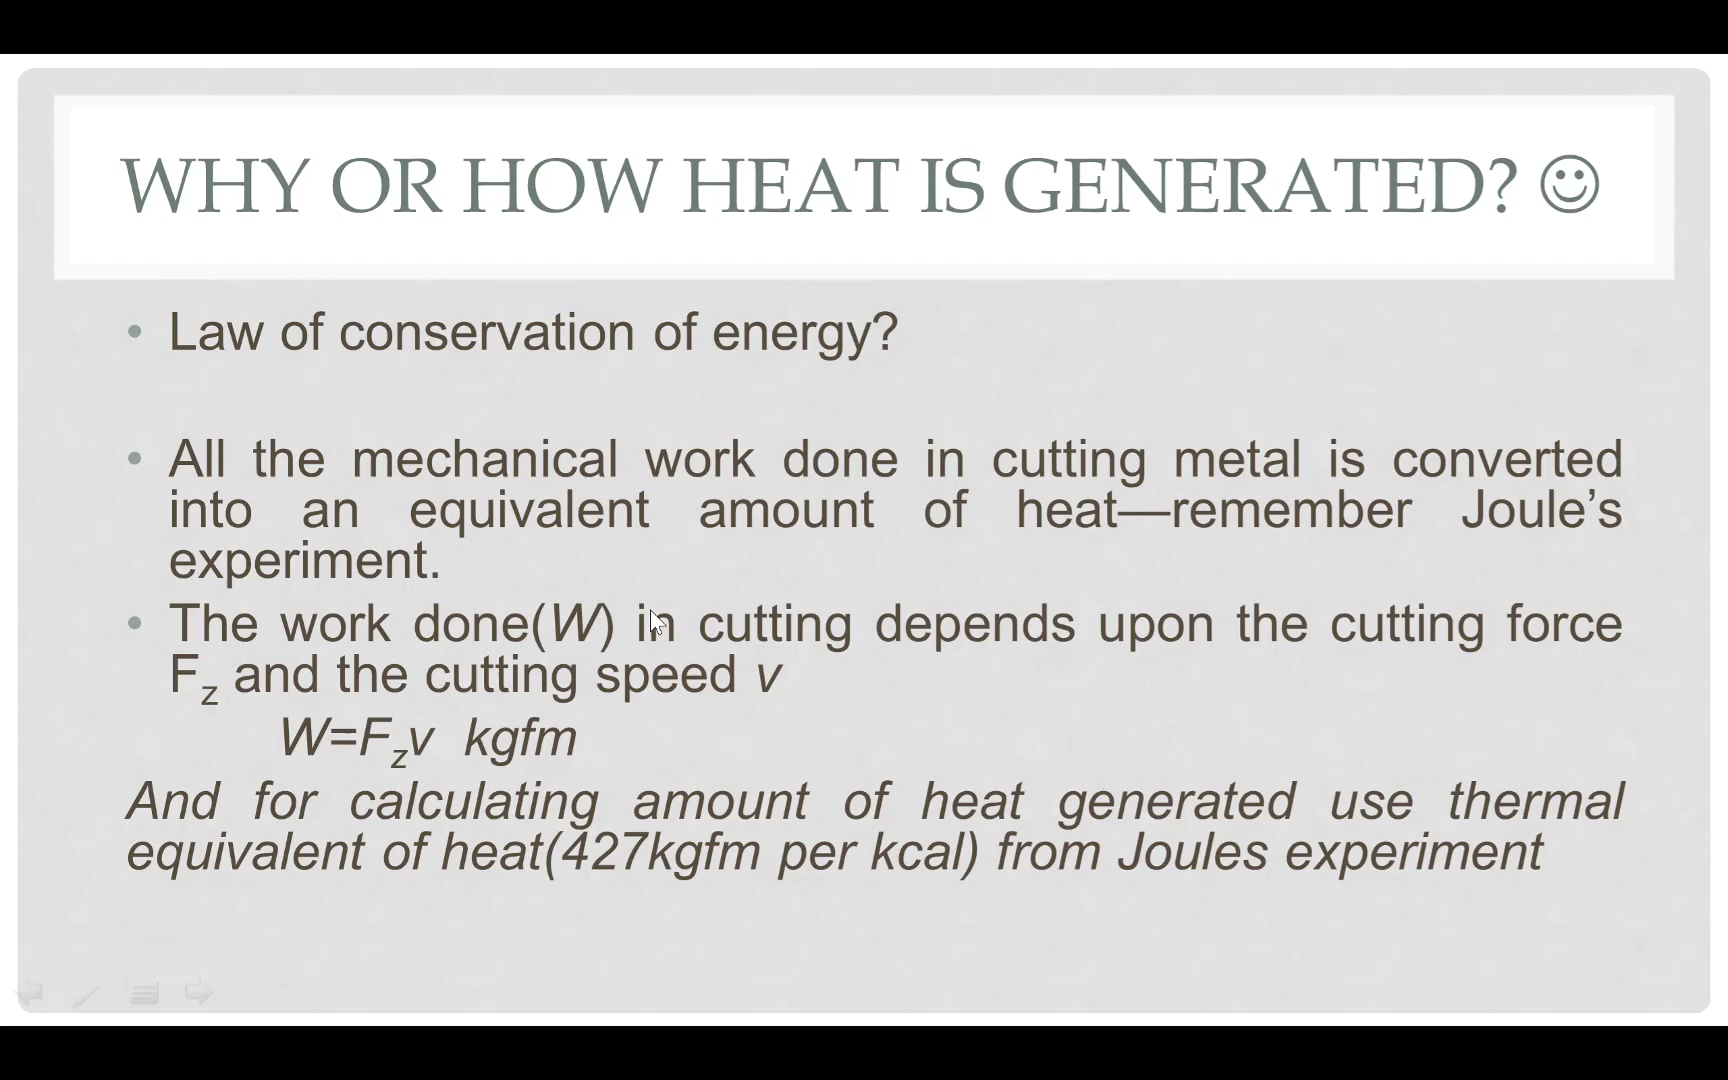 WHY OR HOW HEAT IS GENERATED? ☺
• Law of conservation of energy?
• All the mechanical work done in cutting metal is converted
into an equivalent amount of heat—remember Joule’s
experiment.
• The work done(W) in cutting depends upon the cutting force
Fz and the cutting speed v
W=Fzv kgfm
And for calculating amount of heat generated use thermal
equivalent of heat(427kgfm per kcal) from Joules experiment